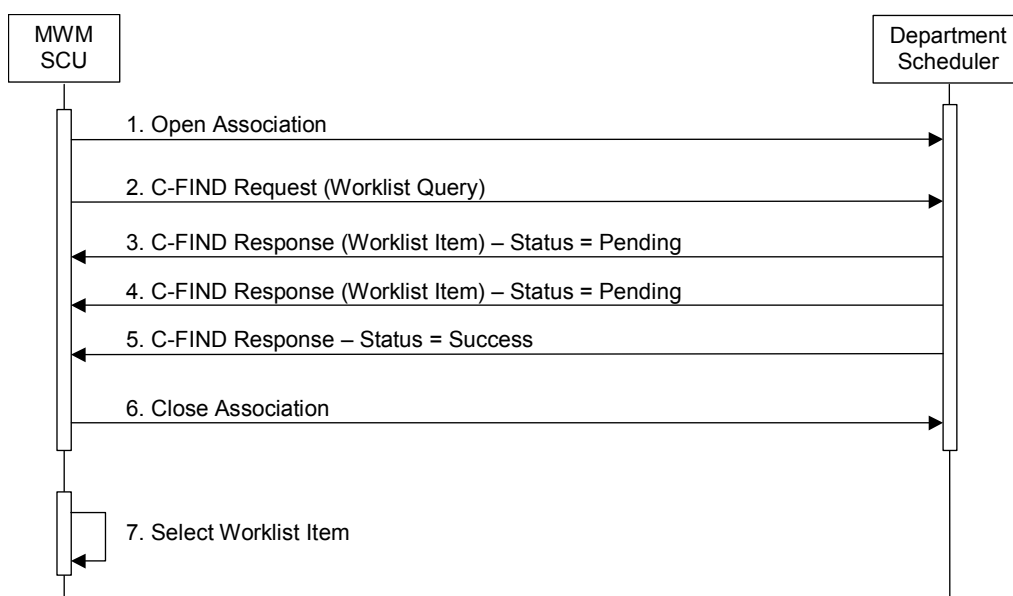 MWM
SCU
Department
Scheduler
1. Open Association
2. C-FIND Request (Worklist Query)
3. C-FIND Response (Worklist Item) – Status = Pending
4. C-FIND Response (Worklist Item) – Status = Pending
5. C-FIND Response – Status = Success
6. Close Association
7. Select Worklist Item